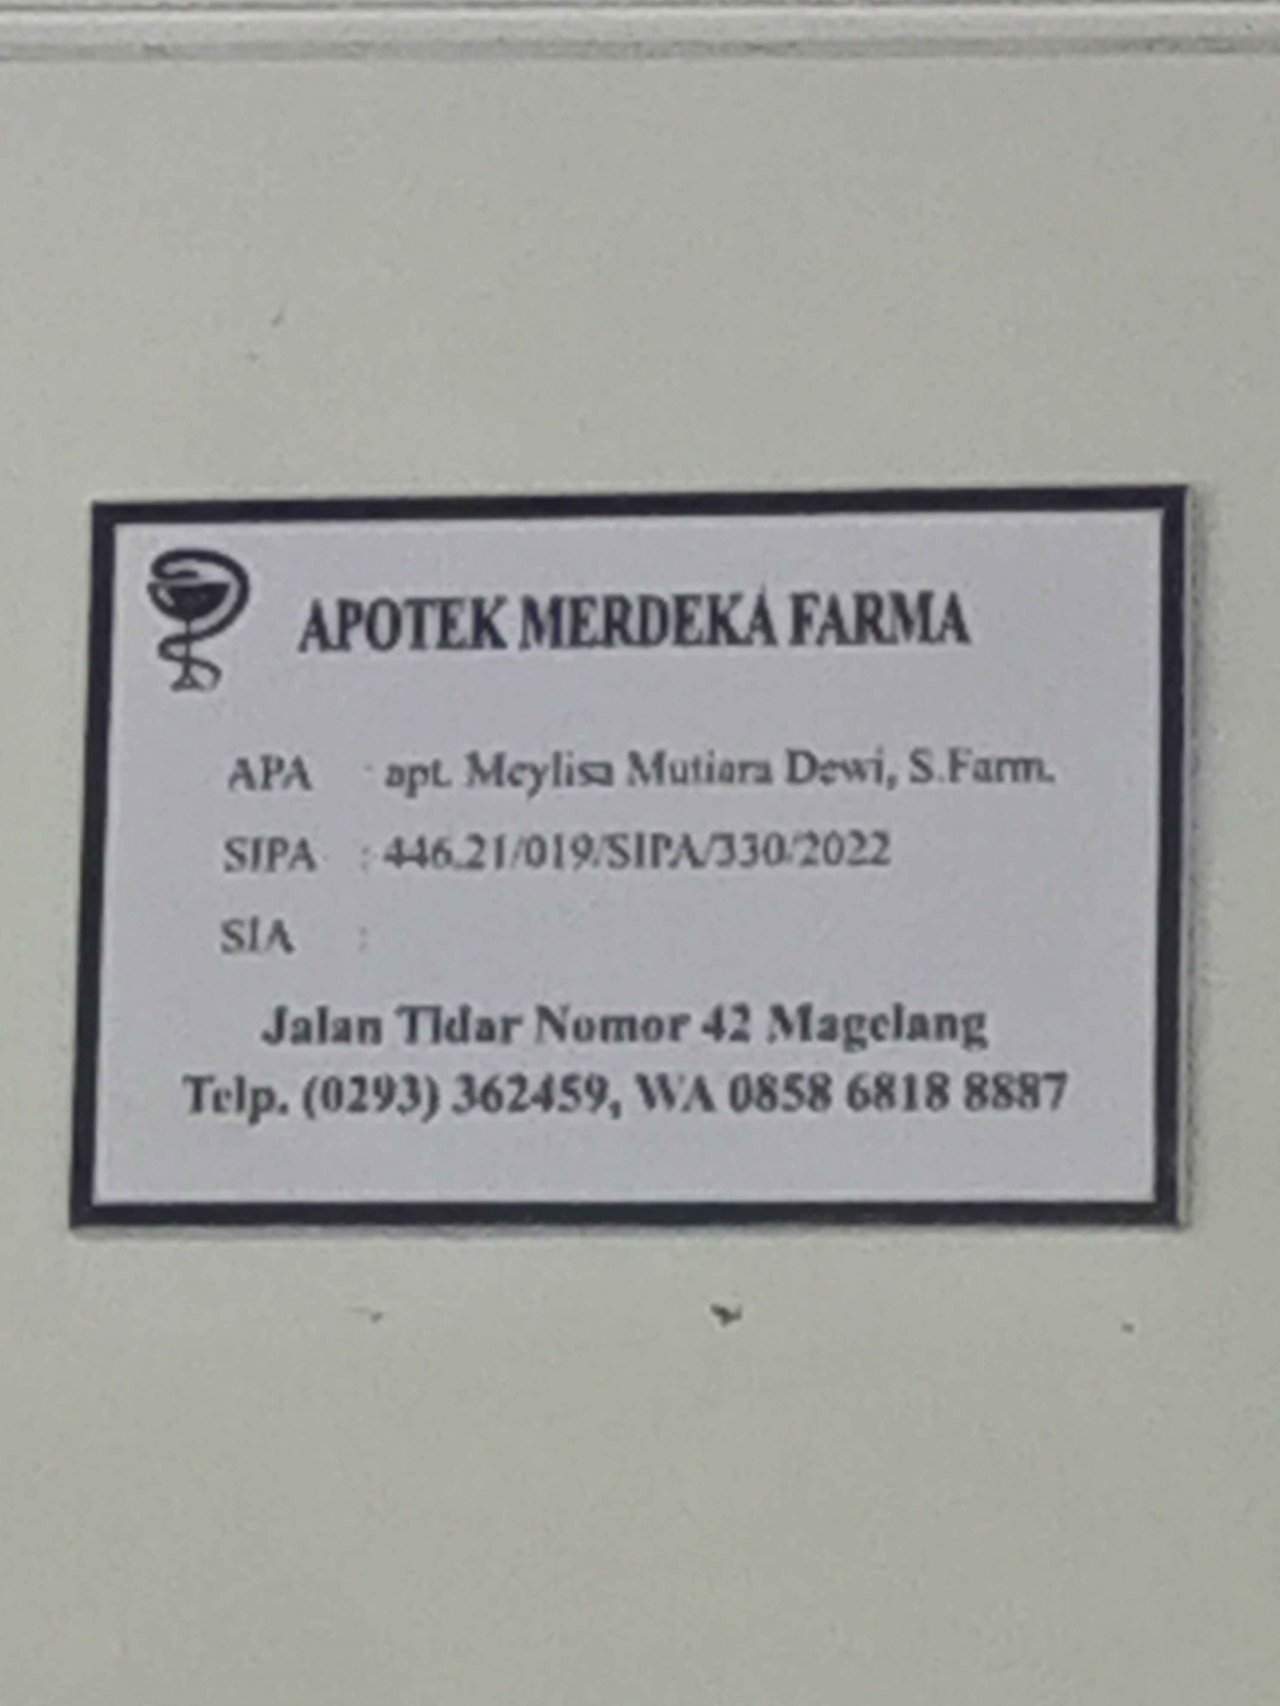 APOTEK MERDEKA FARMA
APA : apt. Meylisa Mutiara Dewi, S.Farm.
SIPA : 446.21/019/SIPA/330/2022
SIA :
Jalan Tidar Nomor 42 Magelang
Telp. (0293) 362459, WA 0858 6818 8887